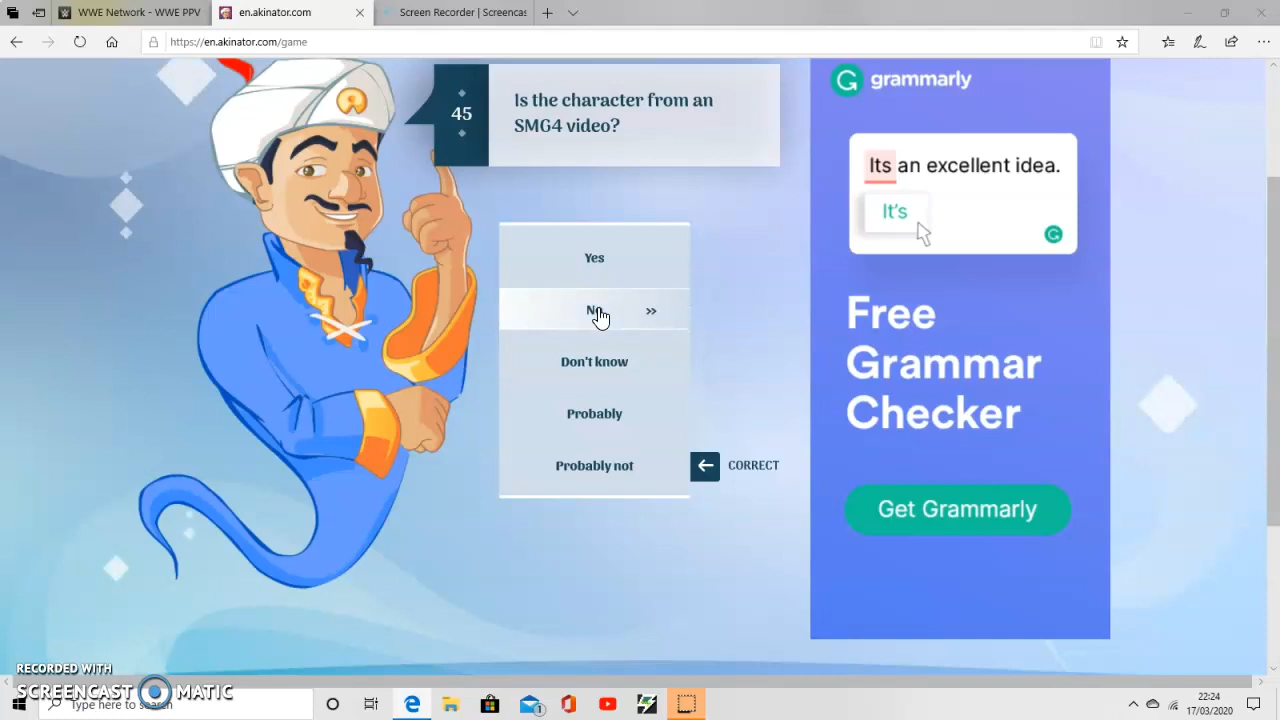 WWE Network - WWE PPV
en.akinator.com
Screen Recorder | Screencas
https://en.akinator.com/game
45
Is the character from an
SMG4 video?
Yes
No
Don't know
Probably
Probably not
CORRECT
grammarly
Its an excellent idea.
It's
Free
Grammar
Checker
Get Grammarly
RECORDED WITH
SCREENCAST MATIC
Type here to search
1
22:24
17/03/2020